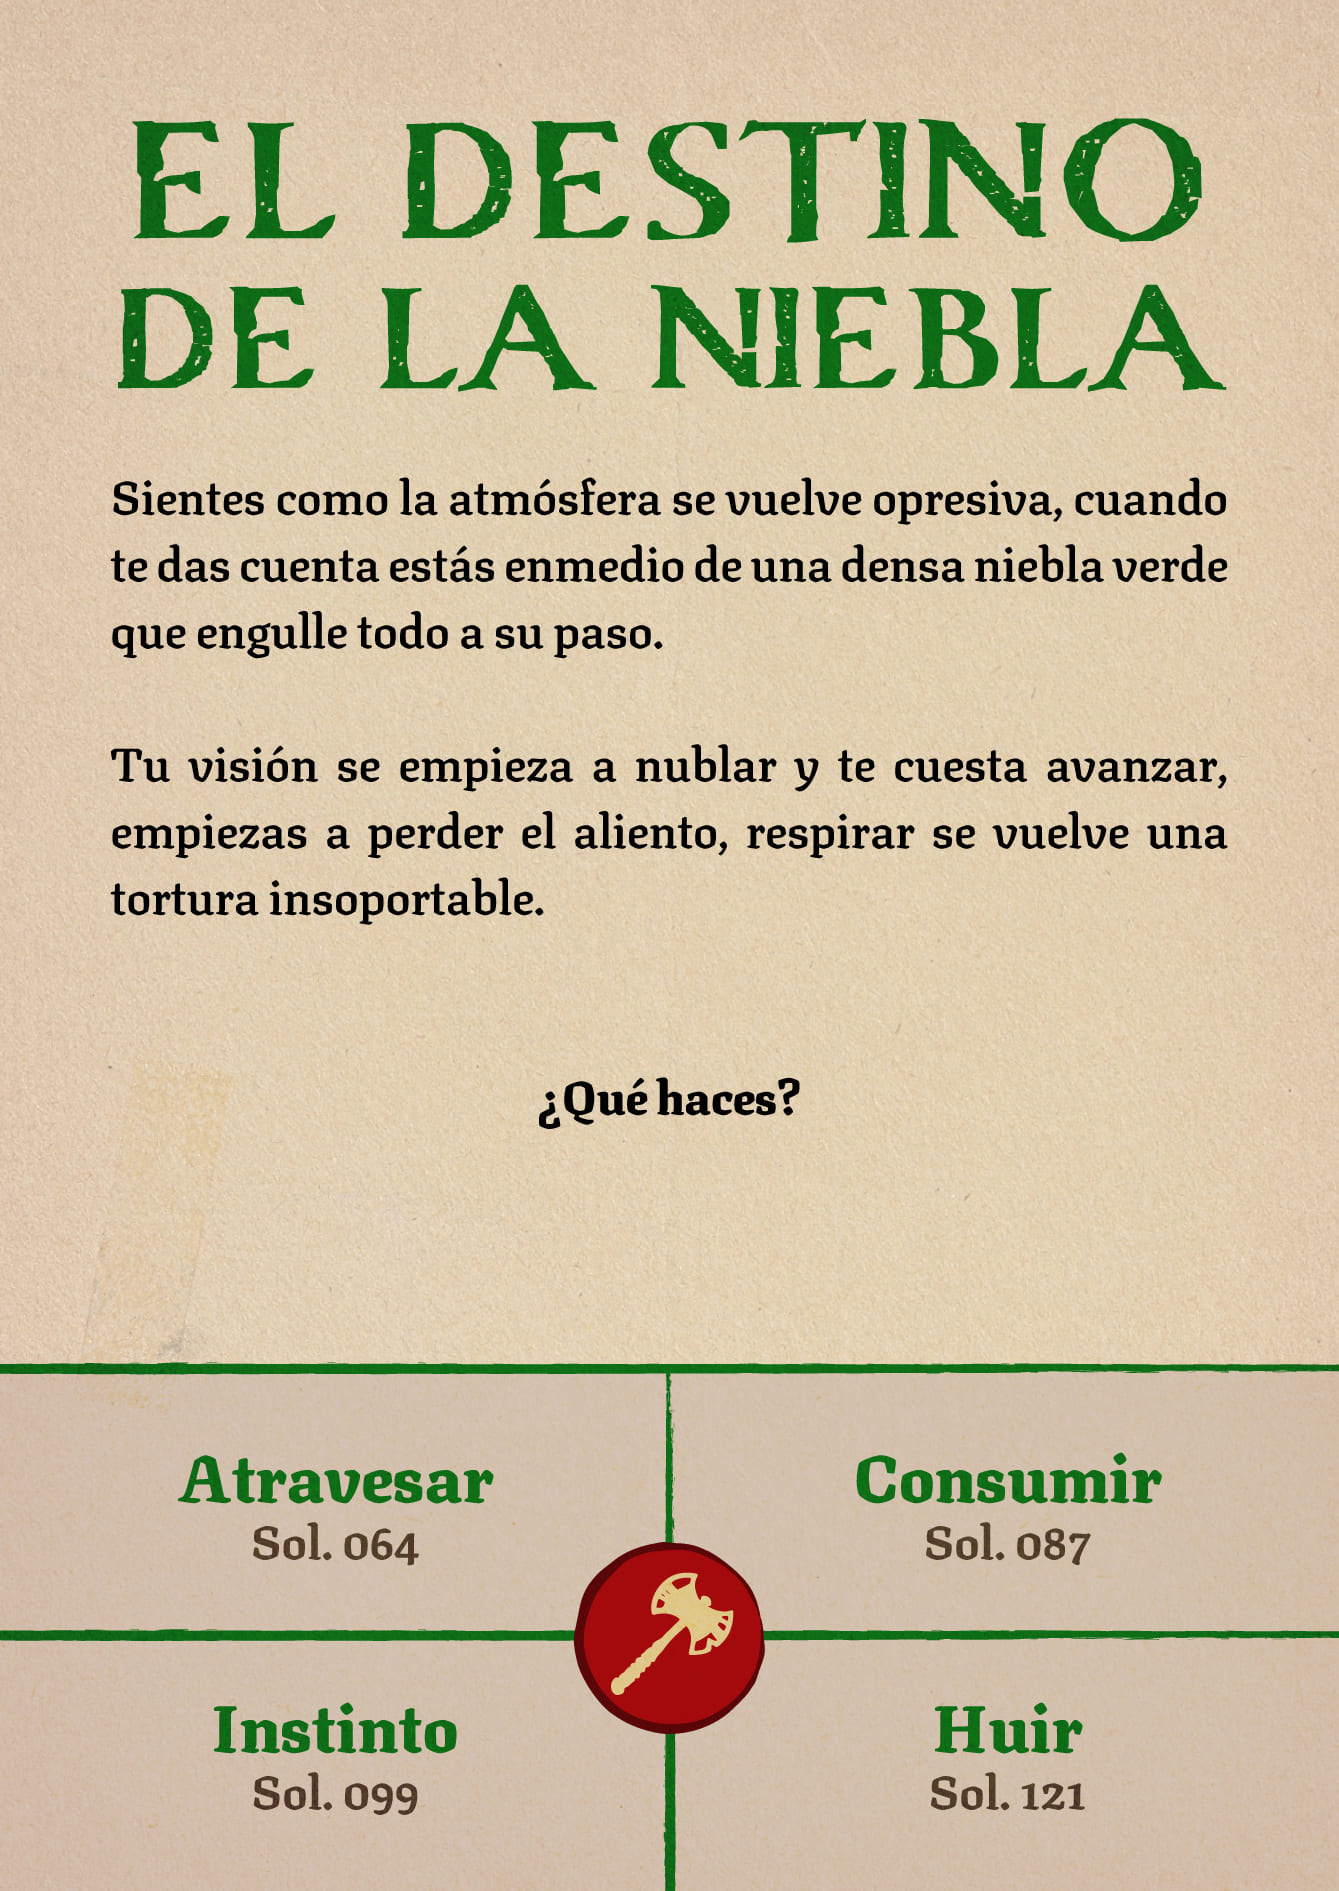 EL DESTINO
DE LA NIEBLA
Sientes como la atmósfera se vuelve opresiva, cuando
te das cuenta estás enmedio de una densa niebla verde
que engulle todo a su paso.
Tu visión se empieza a nublar y te cuesta avanzar,
empiezas a perder el aliento, respirar se vuelve una
tortura insoportable.
¿Qué haces?
Atravesar
Sol. 064
Consumir
Sol. 087
Instinto
Sol. 099
Huir
Sol. 121